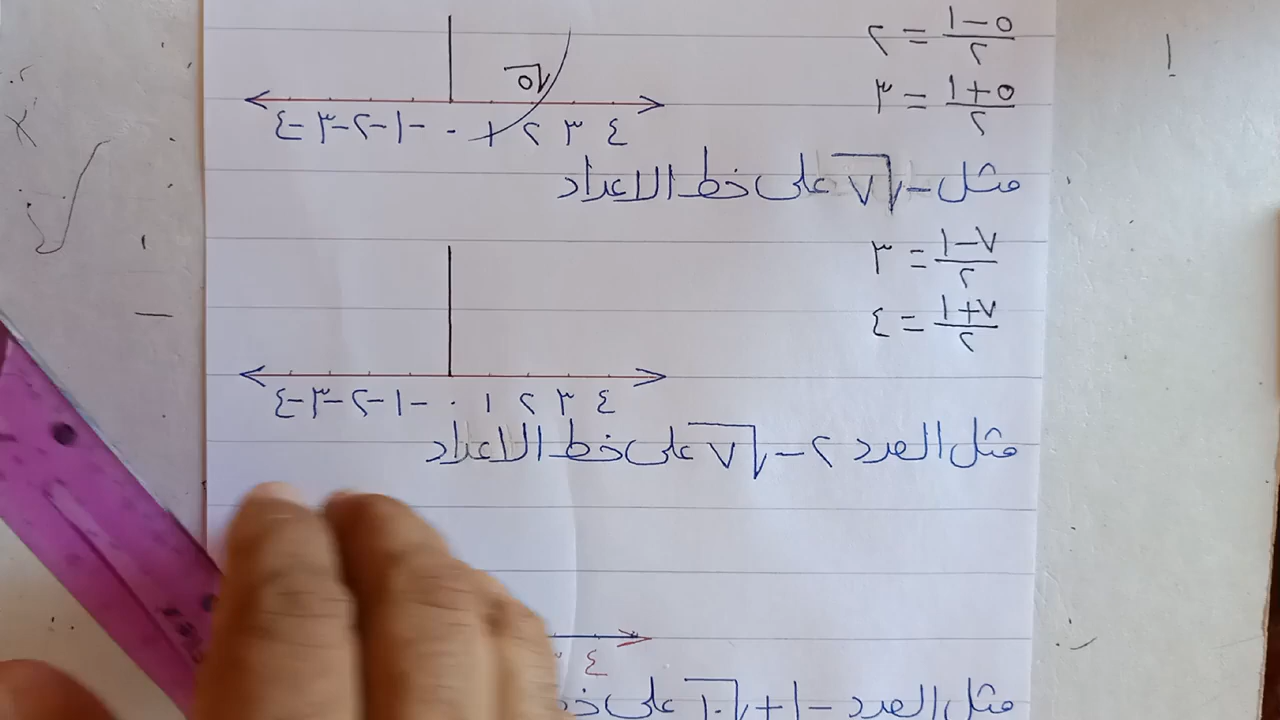 ٥-١/٢ = ٢
٥+١/٢ = ٣
√٥
-٤ -٣ -٢ -١ ٠ ١ ٢ ٣ ٤
مثل -√٧ على خط الاعداد
٧-١/٢ = ٣
٧+١/٢ = ٤
-٤ -٣ -٢ -١ ٠ ١ ٢ ٣ ٤
مثل العدد ٢ - √٧ على خط الاعداد
٤
مثل العدد -١ + √١٠ على